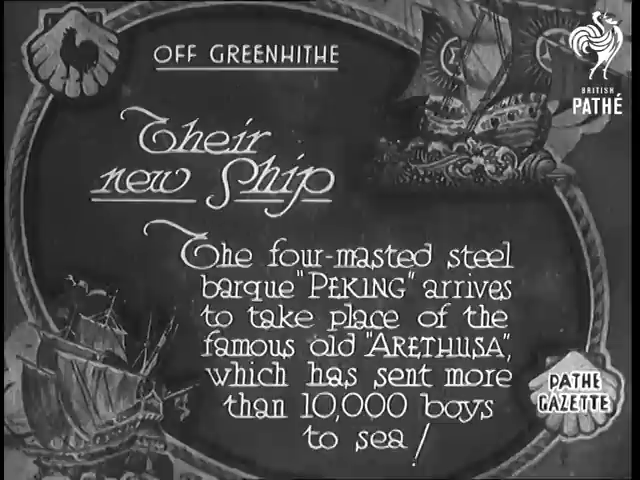 OFF GREENHITHE
BRITISH
PATHÉ
Their
new Ship
The four-masted steel
barque "PEKING" arrives
to take place of the
famous old "ARETHUSA",
which has sent more
than 10,000 boys
to sea!
PATHE
GAZETTE